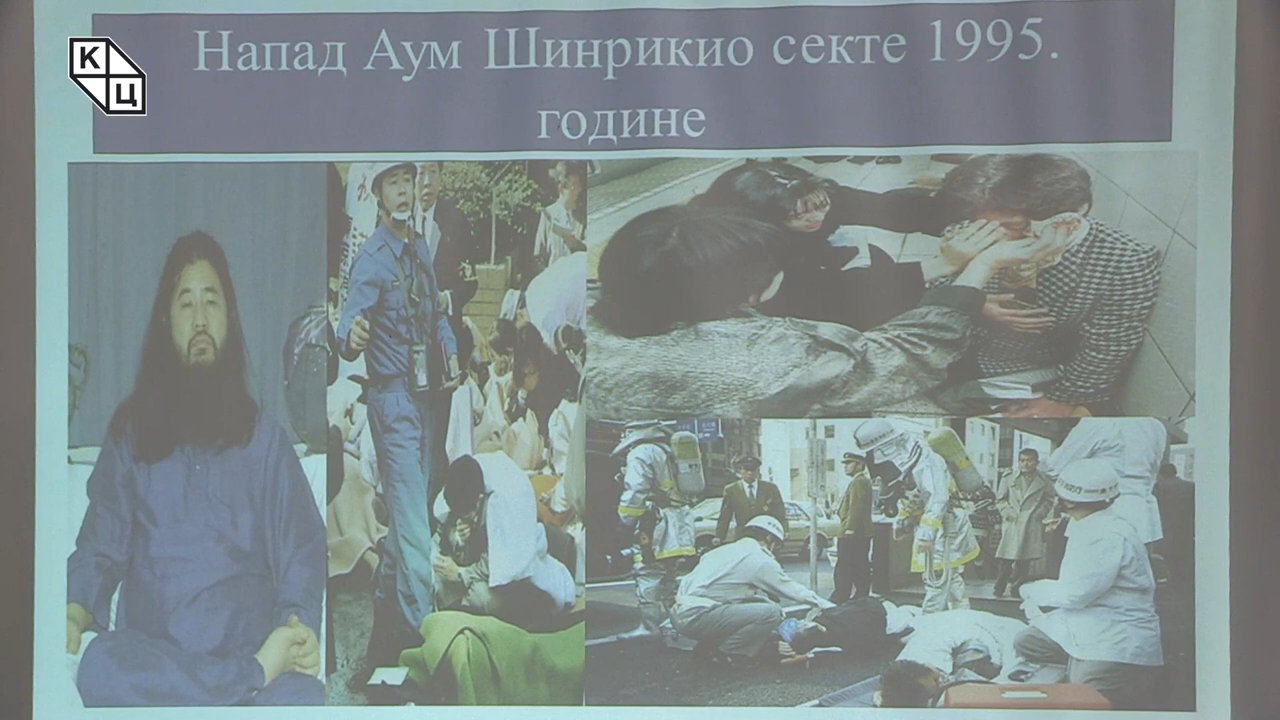 К
Ц
Напад Аум Шинрикио секте 1995.
године